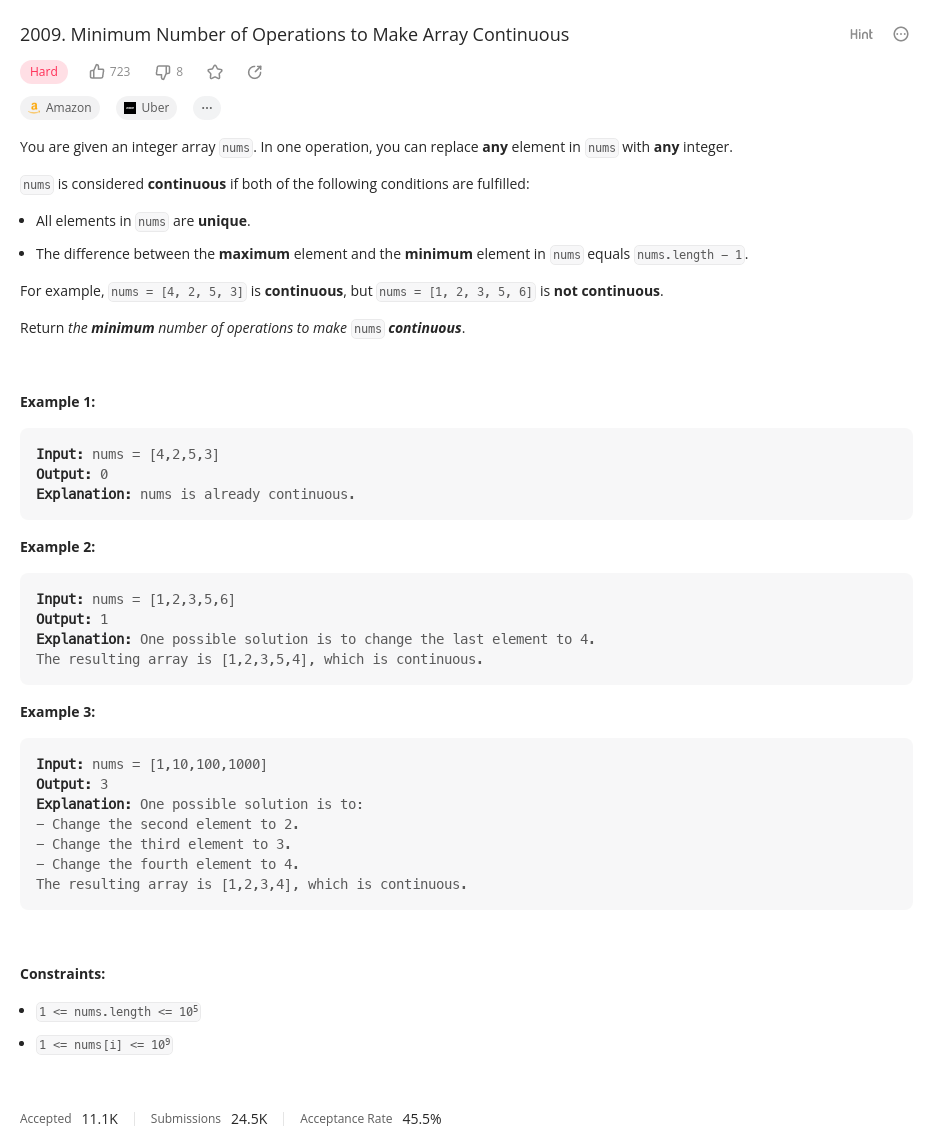 2009. Minimum Number of Operations to Make Array Continuous
Hint
Hard 723 8
Amazon Uber ...
You are given an integer array nums. In one operation, you can replace any element in nums with any integer.
nums is considered continuous if both of the following conditions are fulfilled:
• All elements in nums are unique.
• The difference between the maximum element and the minimum element in nums equals nums.length - 1.
For example, nums = [4, 2, 5, 3] is continuous, but nums = [1, 2, 3, 5, 6] is not continuous.
Return the minimum number of operations to make nums continuous.
Example 1:
Input: nums = [4,2,5,3]
Output: 0
Explanation: nums is already continuous.
Example 2:
Input: nums = [1,2,3,5,6]
Output: 1
Explanation: One possible solution is to change the last element to 4.
The resulting array is [1,2,3,5,4], which is continuous.
Example 3:
Input: nums = [1,10,100,1000]
Output: 3
Explanation: One possible solution is to:
- Change the second element to 2.
- Change the third element to 3.
- Change the fourth element to 4.
The resulting array is [1,2,3,4], which is continuous.
Constraints:
• 1 <= nums.length <= 10⁵
• 1 <= nums[i] <= 10⁹
Accepted 11.1K Submissions 24.5K Acceptance Rate 45.5%